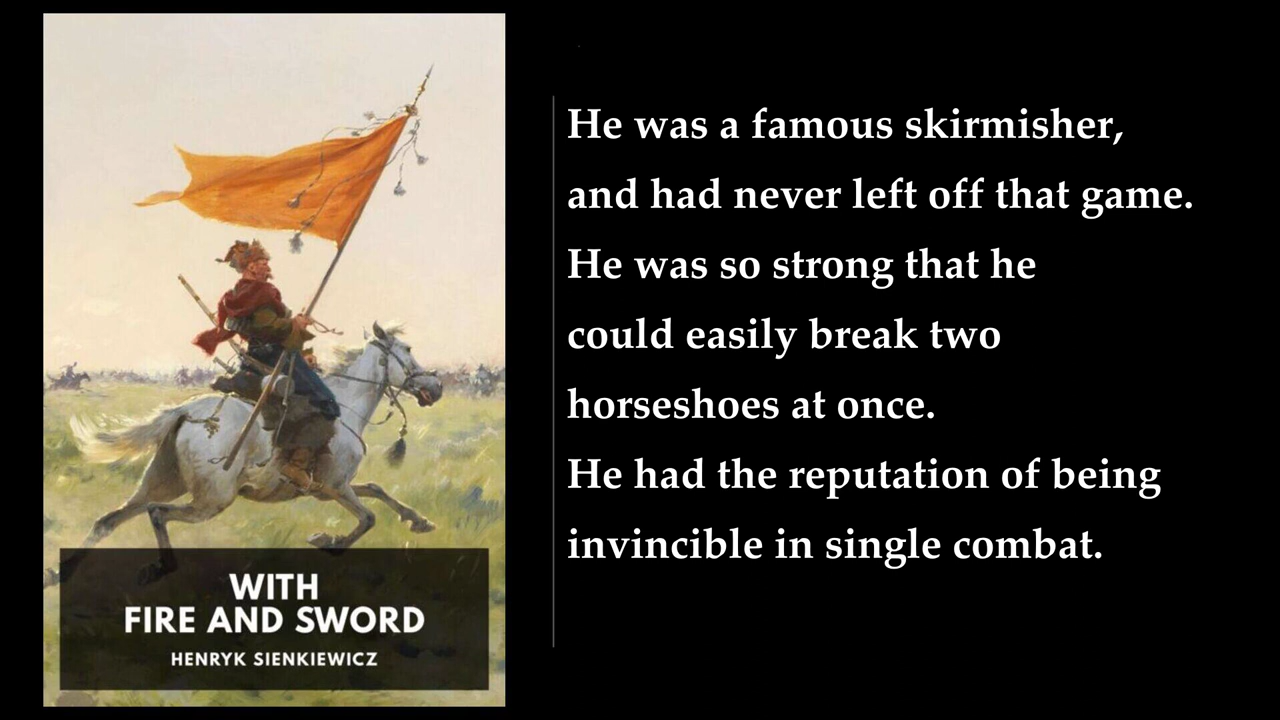 WITH
FIRE AND SWORD
HENRYK SIENKIEWICZ
He was a famous skirmisher,
and had never left off that game.
He was so strong that he
could easily break two
horseshoes at once.
He had the reputation of being
invincible in single combat.